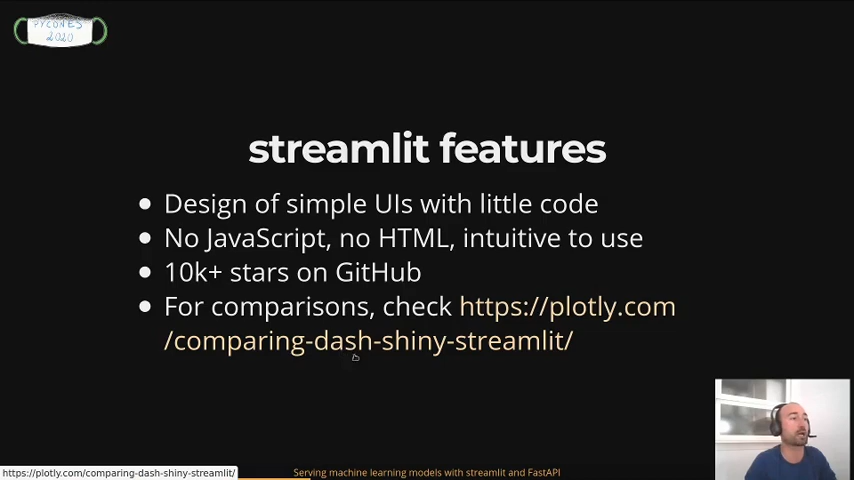 PYCONES
2020
streamlit features
Design of simple UIs with little code
No JavaScript, no HTML, intuitive to use
10k+ stars on GitHub
For comparisons, check https://plotly.com
/comparing-dash-shiny-streamlit/
https://plotly.com/comparing-dash-shiny-streamlit/
Serving machine learning models with streamlit and FastAPI